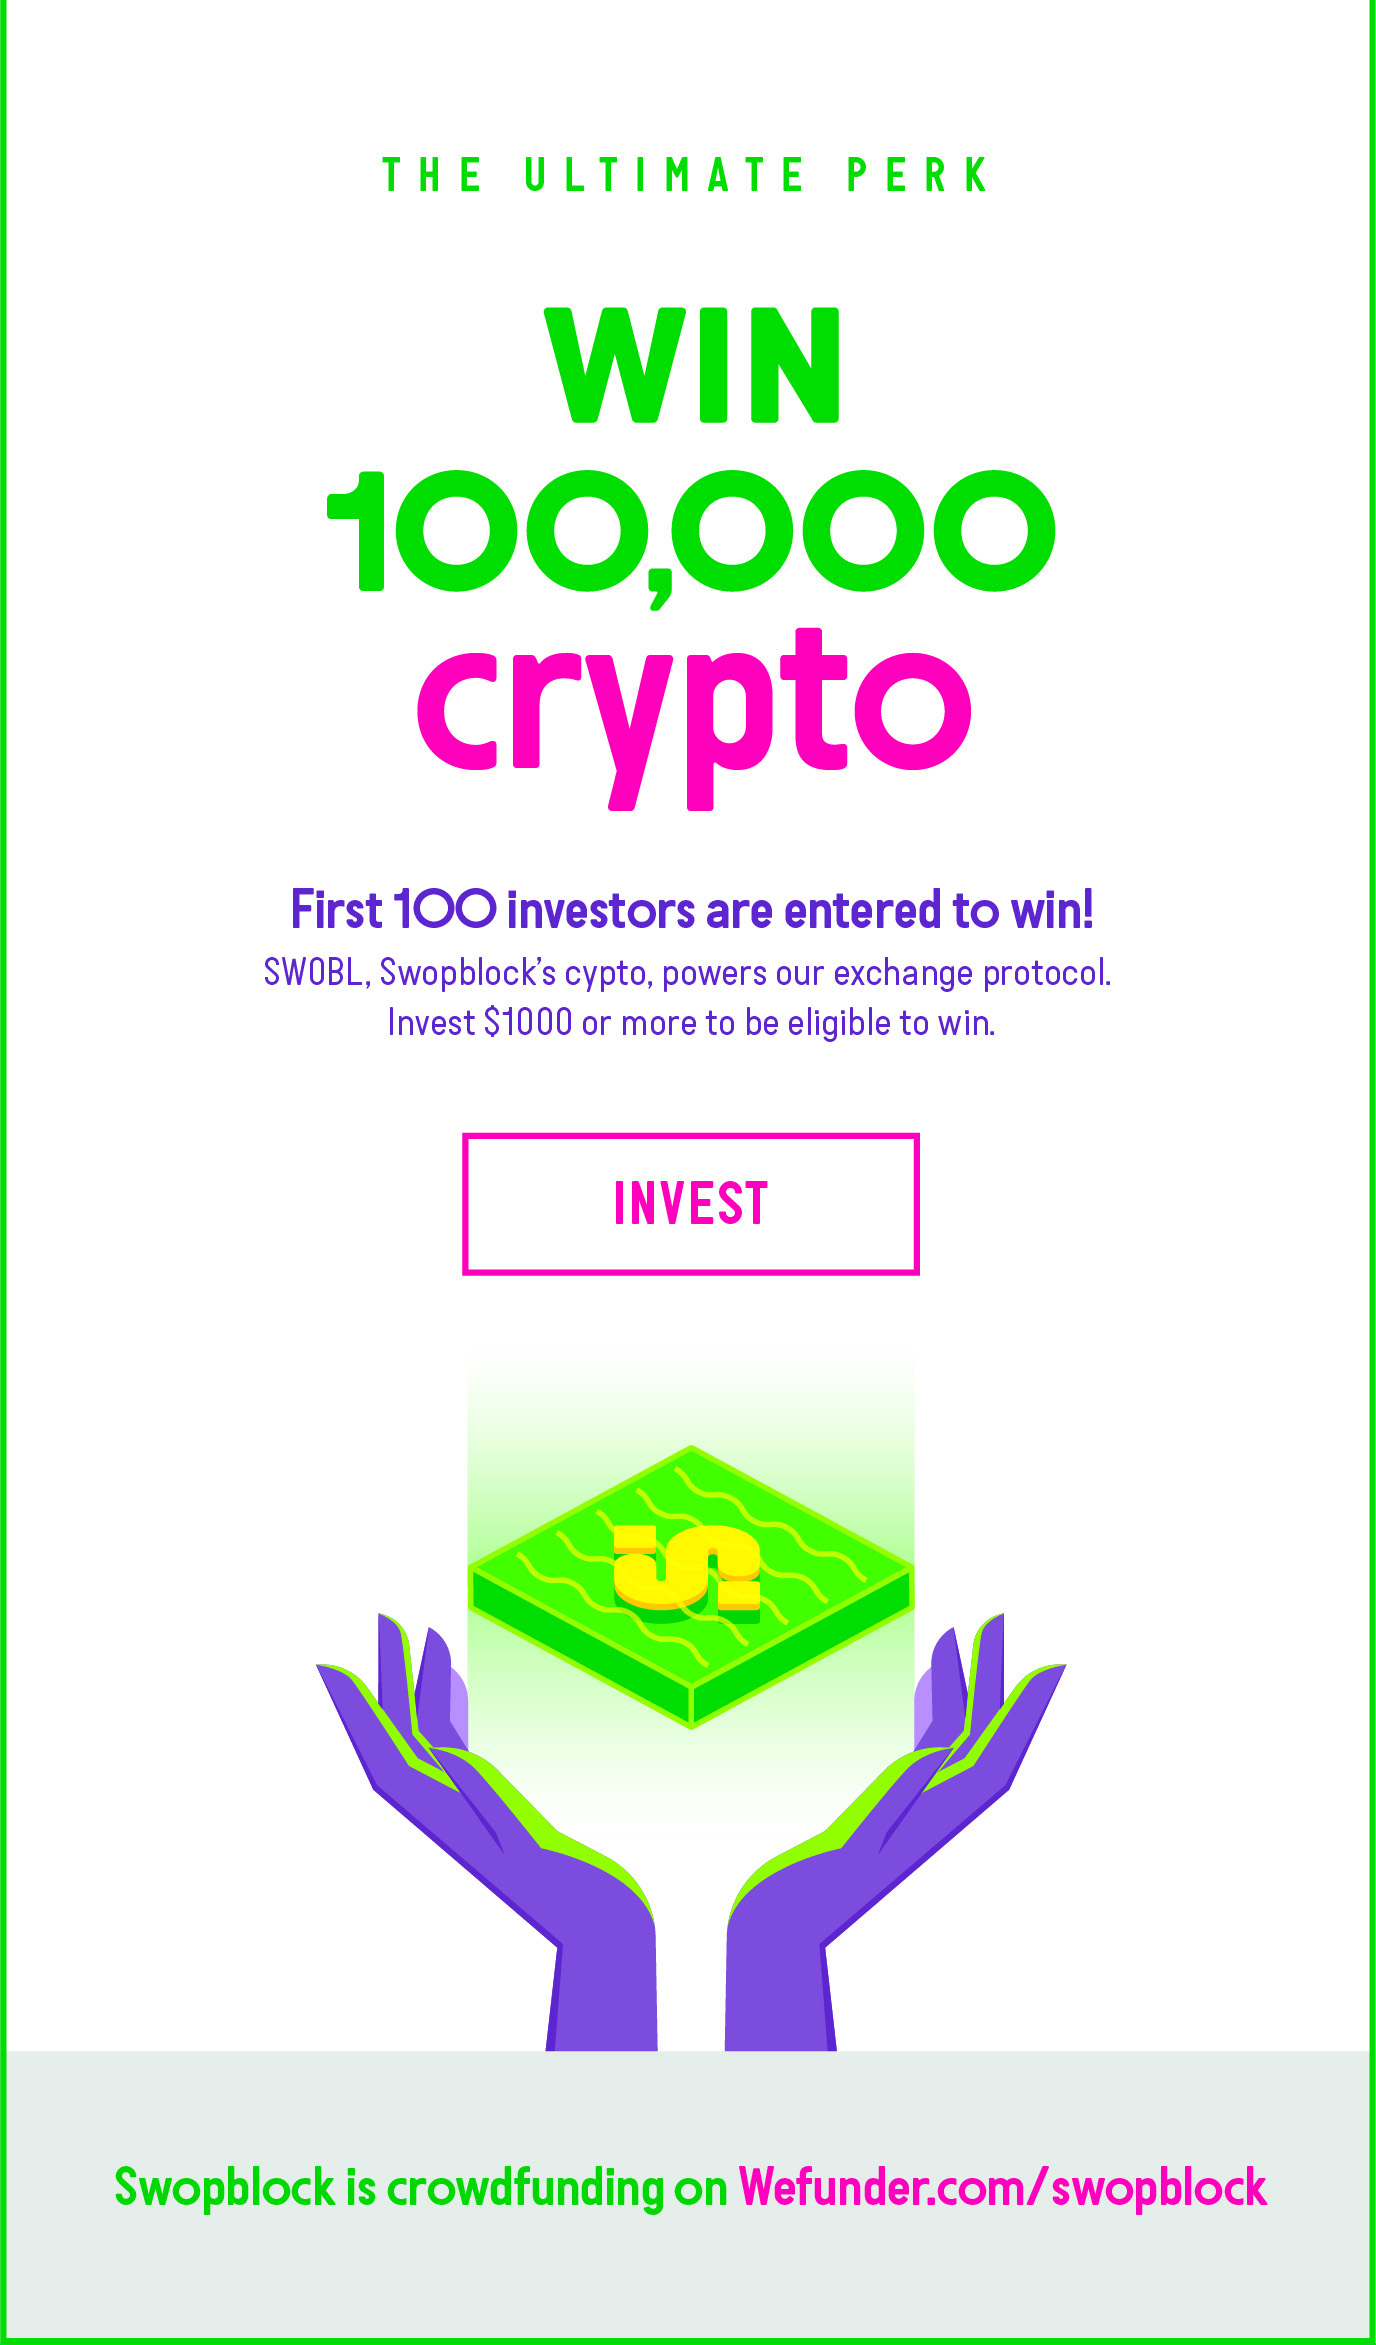 THE ULTIMATE PERK
WIN
100,000
crypto
First 100 investors are entered to win!
SWOBL, Swopblock's cypto, powers our exchange protocol.
Invest $1000 or more to be eligible to win.
INVEST
Swopblock is crowdfunding on Wefunder.com/swopblock